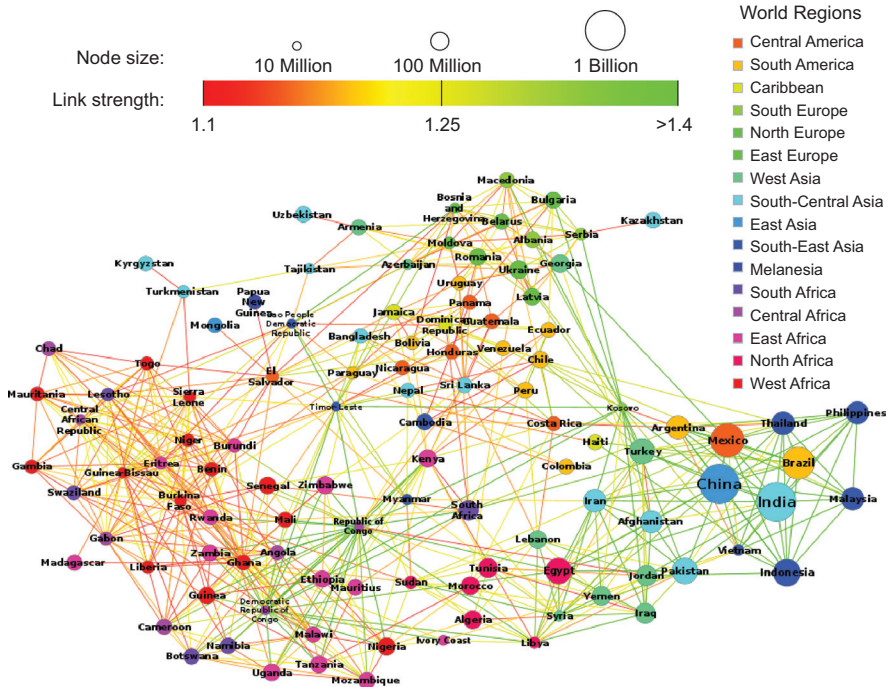 World Regions
Node size:
10 Million
100 Million
1 Billion
Link strength:
1.1
1.25
>1.4
Central America
South America
Caribbean
South Europe
North Europe
East Europe
West Asia
South-Central Asia
East Asia
South-East Asia
Melanesia
South Africa
Central Africa
East Africa
North Africa
West Africa
Macedonia
Bosnia
and
Herzegovina
Bulgaria
Uzbekistan
Armenia
Belarus
Kazakhstan
Moldova
Albania
Serbia
Kyrgyzstan
Tajikistan
Azerbaijan
Romania
Ukraine
Georgia
Turkmenistan
Papua
New
Guinea
Uruguay
Latvia
Panama
Mongolia
Lao People
Democratic
Republic
Jamaica
Dominican
Republic
Guatemala
Ecuador
Bangladesh
Bolivia
Venezuela
Chad
Togo
El
Salvador
Paraguay
Nicaragua
Honduras
Chile
Mauritania
Lesotho
Sierra
Leone
Nepal
Sri Lanka
Peru
Central
African
Republic
Timor-Leste
Kosovo
Philippines
Niger
Burundi
Cambodia
Costa Rica
Argentina
Mexico
Thailand
Haiti
Turkey
Gambia
Guinea-Bissau
Eritrea
Benin
Kenya
Colombia
Brazil
Swaziland
Burkina
Faso
Senegal
Zimbabwe
Myanmar
South
Africa
Iran
China
India
Malaysia
Rwanda
Mali
Republic of
Congo
Afghanistan
Gabon
Zambia
Angola
Lebanon
Vietnam
Madagascar
Liberia
Ghana
Ethiopia
Mauritius
Sudan
Tunisia
Morocco
Egypt
Jordan
Pakistan
Indonesia
Guinea
Democratic
Republic of
Congo
Yemen
Cameroon
Malawi
Algeria
Syria
Iraq
Namibia
Nigeria
Ivory Coast
Libya
Botswana
Uganda
Tanzania
Mozambique